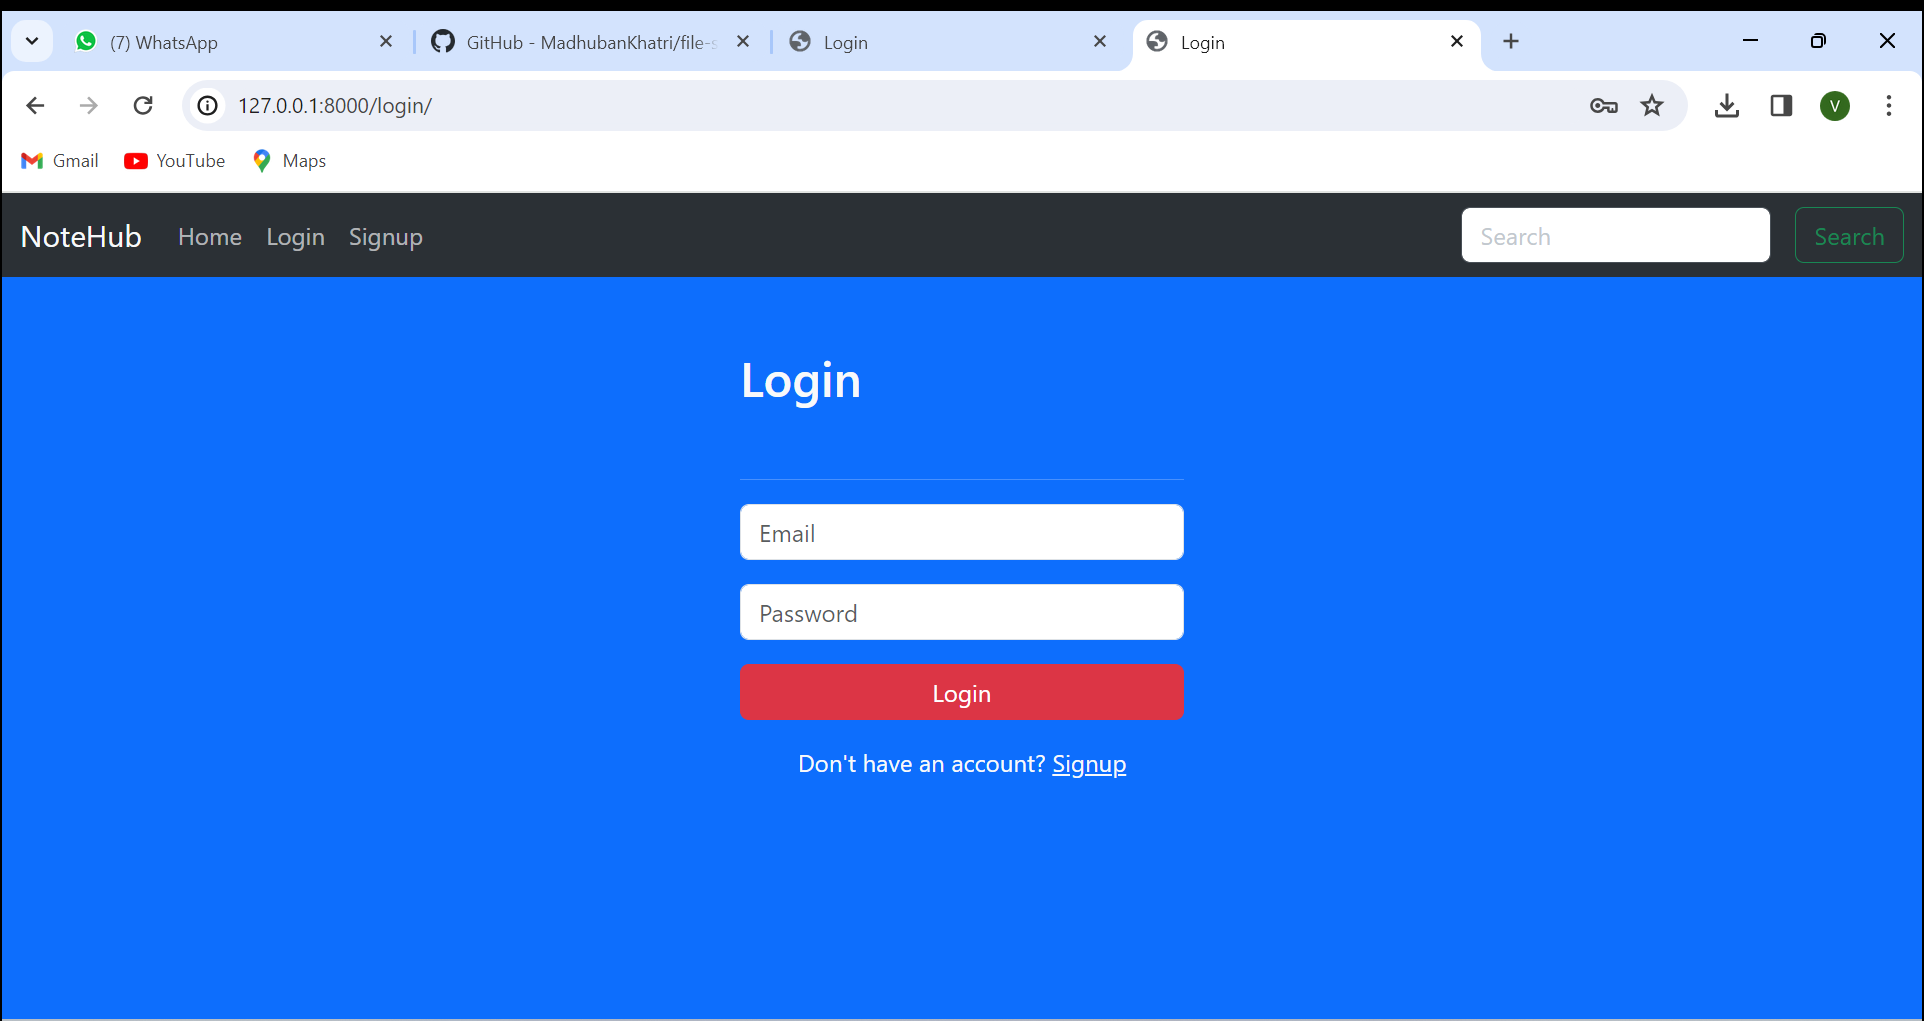 (7) WhatsApp
GitHub - MadhubanKhatri/file-s
Login
Login
127.0.0.1:8000/login/
V
Gmail YouTube Maps
NoteHub Home Login Signup Search Search
Login
Email
Password
Login
Don't have an account? Signup